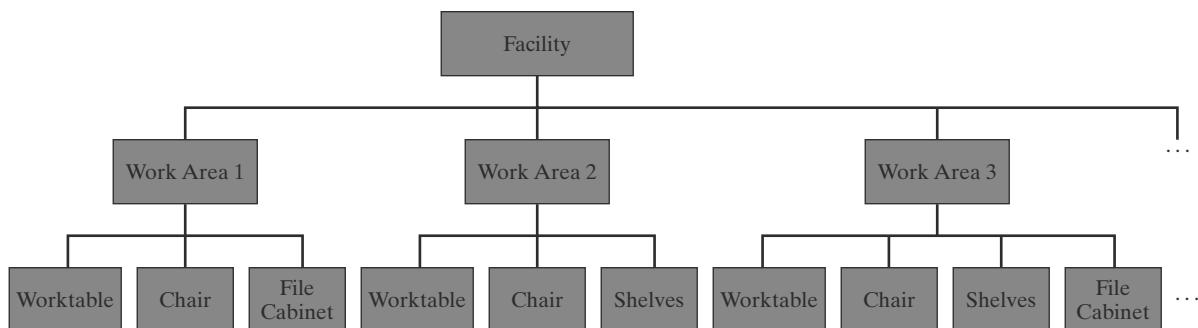 Facility
Work Area 1
Work Area 2
Work Area 3
...
Worktable
Chair
File
Cabinet
Worktable
Chair
Shelves
Worktable
Chair
Shelves
File
Cabinet
...